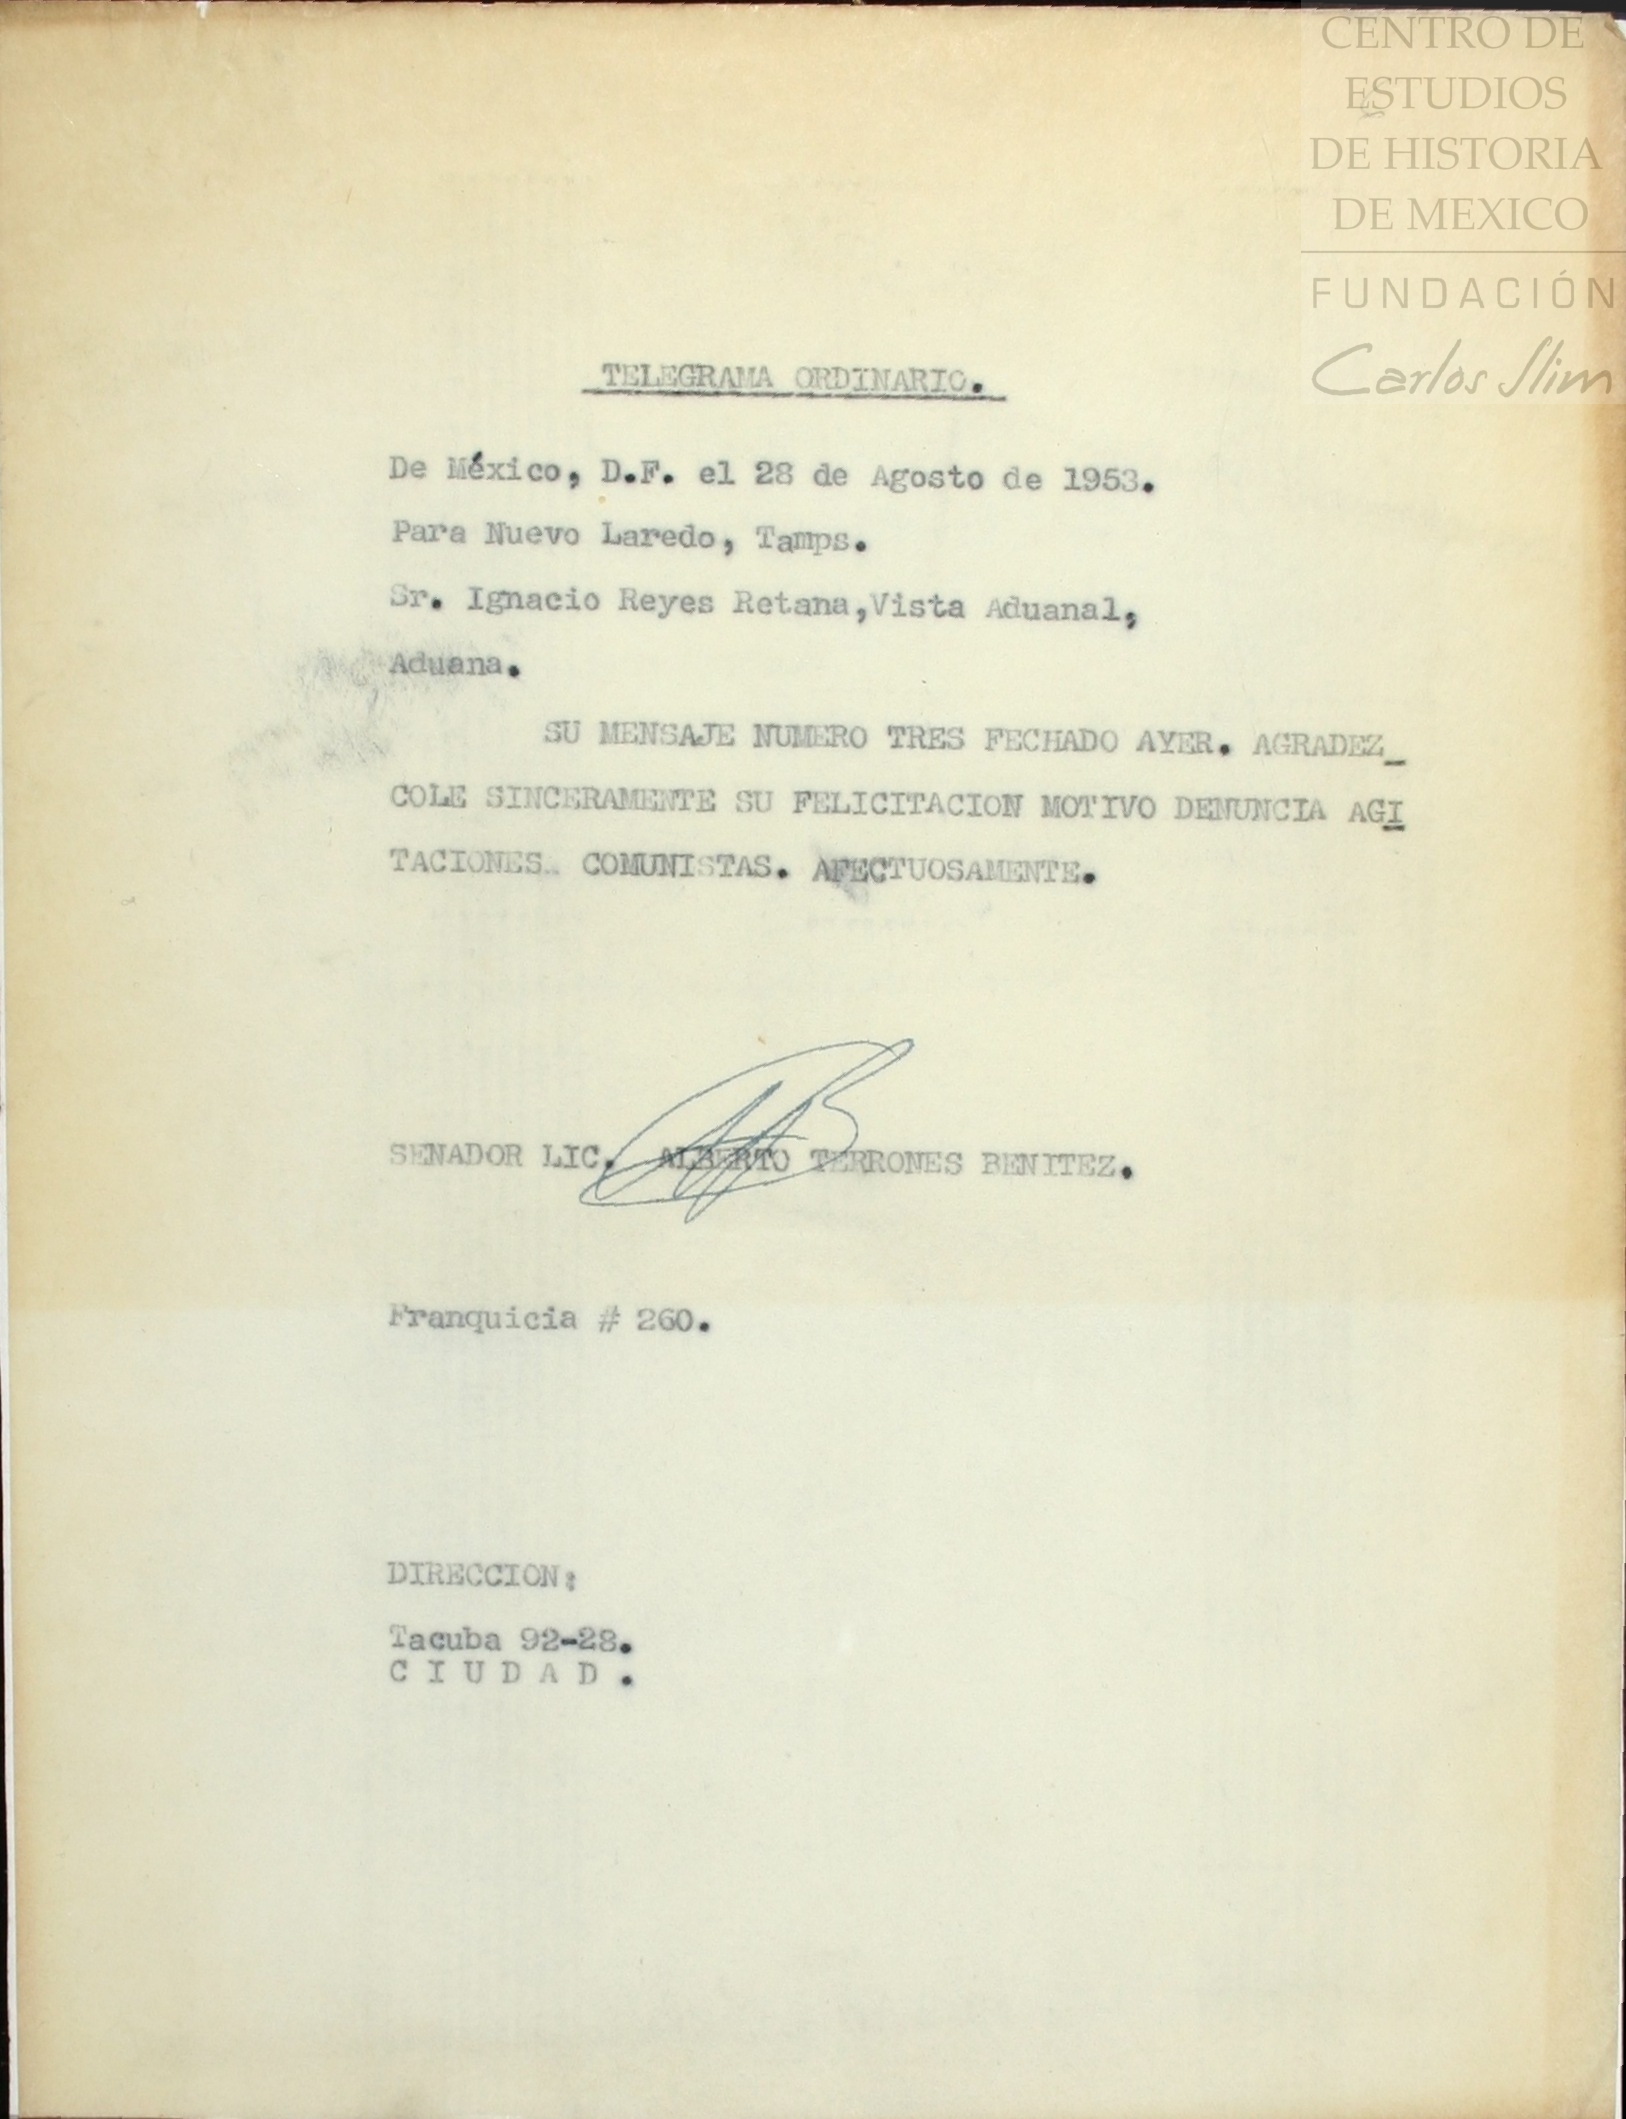 CENTRO DE
ESTUDIOS
DE HISTORIA
DE MEXICO
FUNDACIÓN
Carlos Slim
TELEGRAMA ORDINARIO.
De México, D.F. el 28 de Agosto de 1953.
Para Nuevo Laredo, Tamps.
Sr. Ignacio Reyes Retana,Vista Aduanal,
Aduana.
SU MENSAJE NUMERO TRES FECHADO AYER. AGRADEZ_
COLE SINCERAMENTE SU FELICITACION MOTIVO DENUNCIA AGI
TACIONES.. COMUNISTAS. AFECTUOSAMENTE.
SENADOR LIC. ALBERTO TERRONES BENITEZ.
Franquicia # 260.
DIRECCION:
Tacuba 92-28.
C I U D A D .